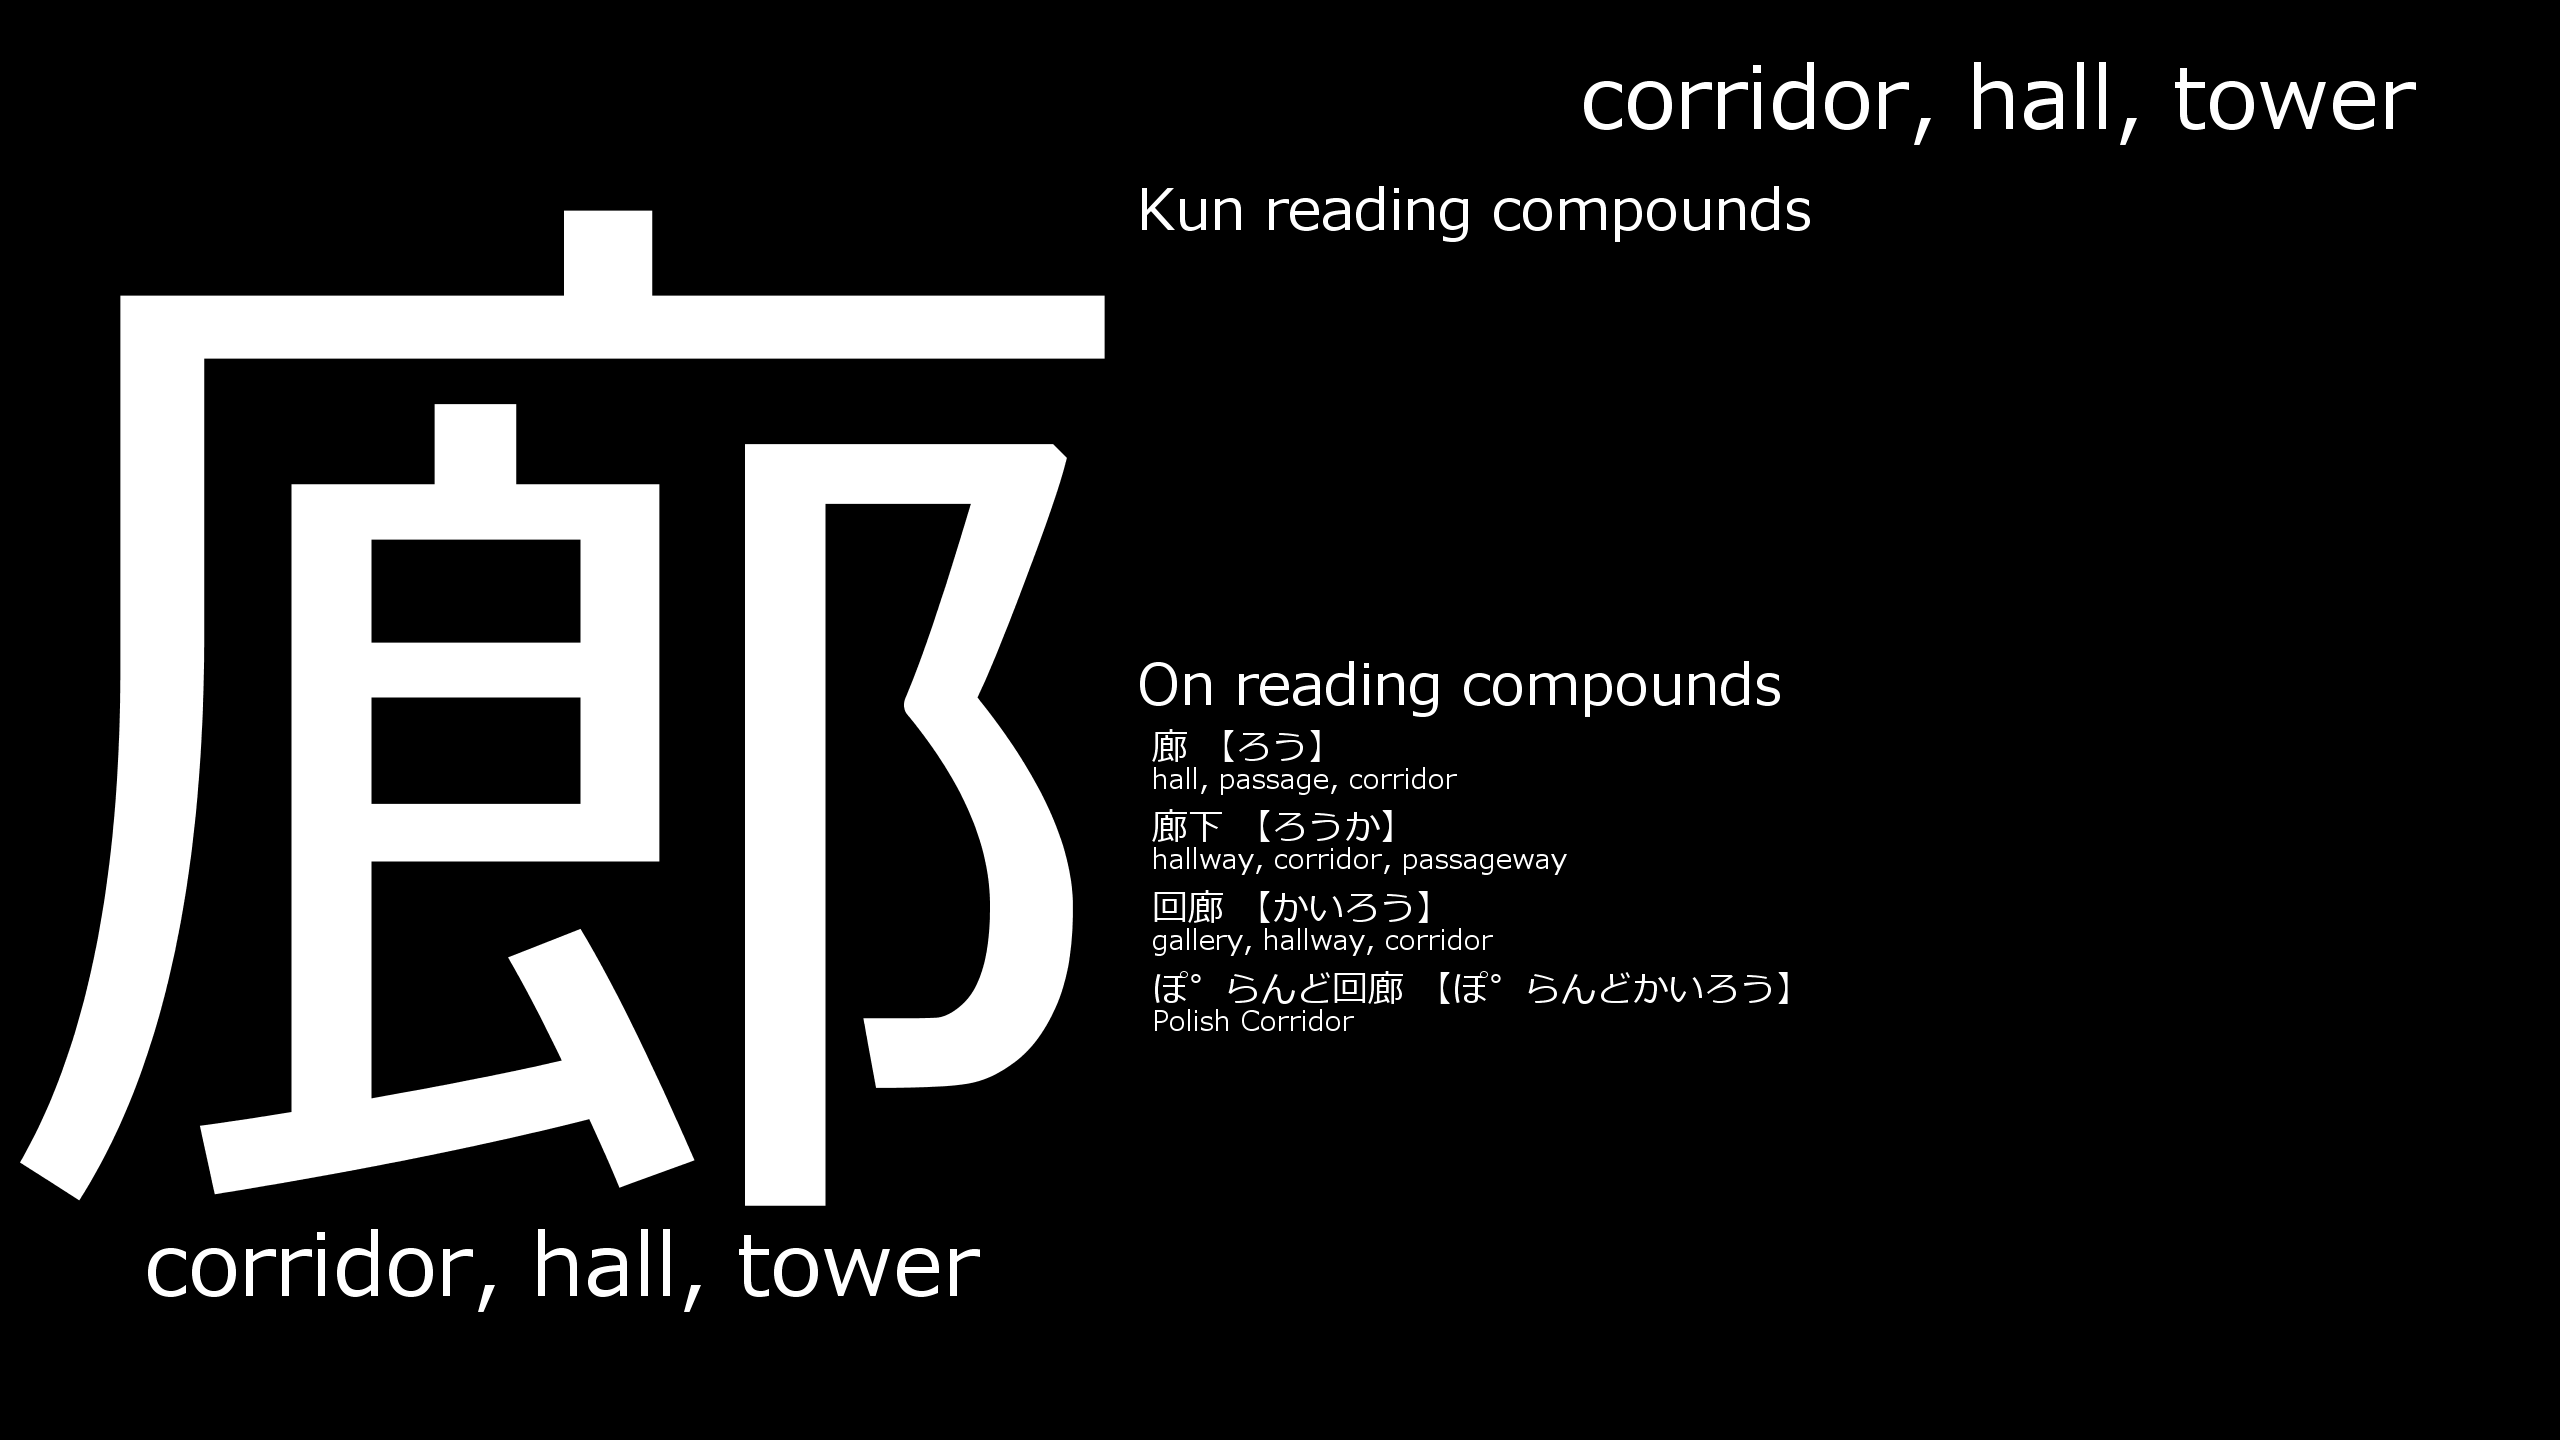 corridor, hall, tower
Kun reading compounds
廊
On reading compounds
廊 【ろう】
hall, passage, corridor
廊下 【ろうか】
hallway, corridor, passageway
回廊 【かいろう】
gallery, hallway, corridor
ぽ゜らんど回廊 【ぽ゜らんどかいろう】
Polish Corridor
corridor, hall, tower